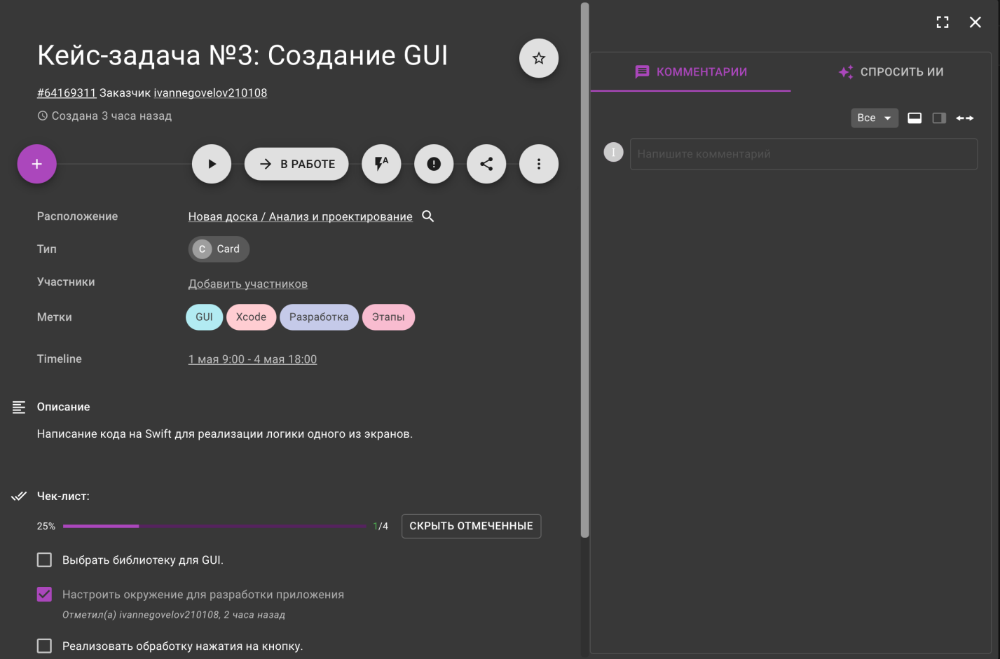 Кейс-задача №3: Создание GUI
#64169311 Заказчик ivannegovelov210108
Создана 3 часа назад
В РАБОТЕ
Расположение
Новая доска / Анализ и проектирование
Тип
C Card
Участники
Добавить участников
Метки
GUI Xcode Разработка Этапы
Timeline
1 мая 9:00 - 4 мая 18:00
Описание
Написание кода на Swift для реализации логики одного из экранов.
Чек-лист:
25% 1/4 СКРЫТЬ ОТМЕЧЕННЫЕ
Выбрать библиотеку для GUI.
Настроить окружение для разработки приложения
Отметил(а) ivannegovelov210108, 2 часа назад
Реализовать обработку нажатия на кнопку.
КОММЕНТАРИИ СПРОСИТЬ ИИ
Все
I Напишите комментарий